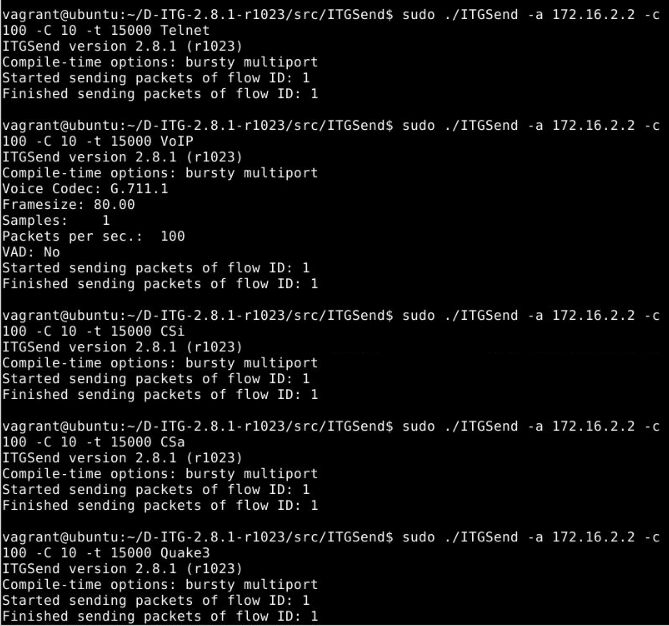 vagrant@ubuntu:~/D-ITG-2.8.1-r1023/src/ITGSend$ sudo ./ITGSend -a 172.16.2.2 -c
100 -C 10 -t 15000 Telnet
ITGSend version 2.8.1 (r1023)
Compile-time options: bursty multiport
Started sending packets of flow ID: 1
Finished sending packets of flow ID: 1
vagrant@ubuntu:~/D-ITG-2.8.1-r1023/src/ITGSend$ sudo ./ITGSend -a 172.16.2.2 -c
100 -C 10 -t 15000 VoIP
ITGSend version 2.8.1 (r1023)
Compile-time options: bursty multiport
Voice Codec: G.711.1
Framesize: 80.00
Samples:    1
Packets per sec.:  100
VAD: No
Started sending packets of flow ID: 1
Finished sending packets of flow ID: 1
vagrant@ubuntu:~/D-ITG-2.8.1-r1023/src/ITGSend$ sudo ./ITGSend -a 172.16.2.2 -c
100 -C 10 -t 15000 CSi
ITGSend version 2.8.1 (r1023)
Compile-time options: bursty multiport
Started sending packets of flow ID: 1
Finished sending packets of flow ID: 1
vagrant@ubuntu:~/D-ITG-2.8.1-r1023/src/ITGSend$ sudo ./ITGSend -a 172.16.2.2 -c
100 -C 10 -t 15000 CSa
ITGSend version 2.8.1 (r1023)
Compile-time options: bursty multiport
Started sending packets of flow ID: 1
Finished sending packets of flow ID: 1
vagrant@ubuntu:~/D-ITG-2.8.1-r1023/src/ITGSend$ sudo ./ITGSend -a 172.16.2.2 -c
100 -C 10 -t 15000 Quake3
ITGSend version 2.8.1 (r1023)
Compile-time options: bursty multiport
Started sending packets of flow ID: 1
Finished sending packets of flow ID: 1